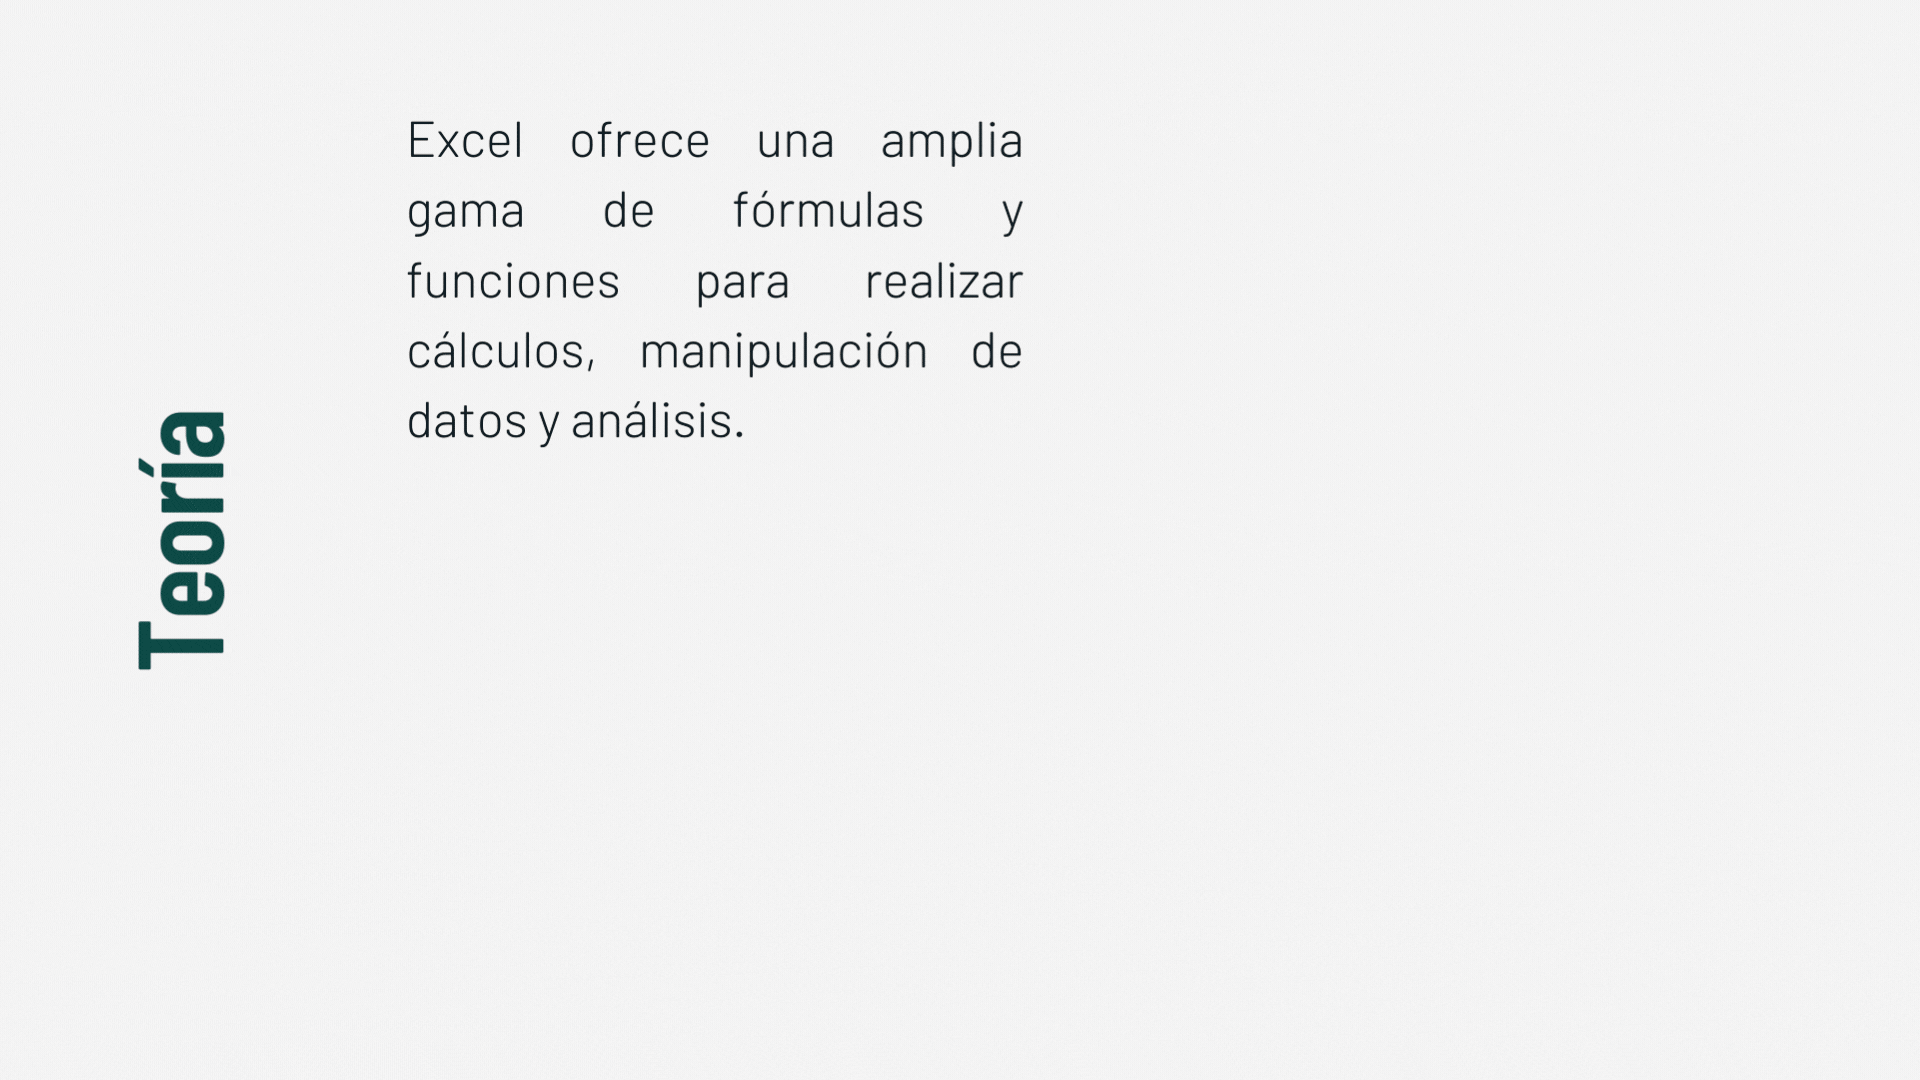 Teoría
Excel ofrece una amplia
gama de fórmulas y
funciones para realizar
cálculos, manipulación de
datos y análisis.